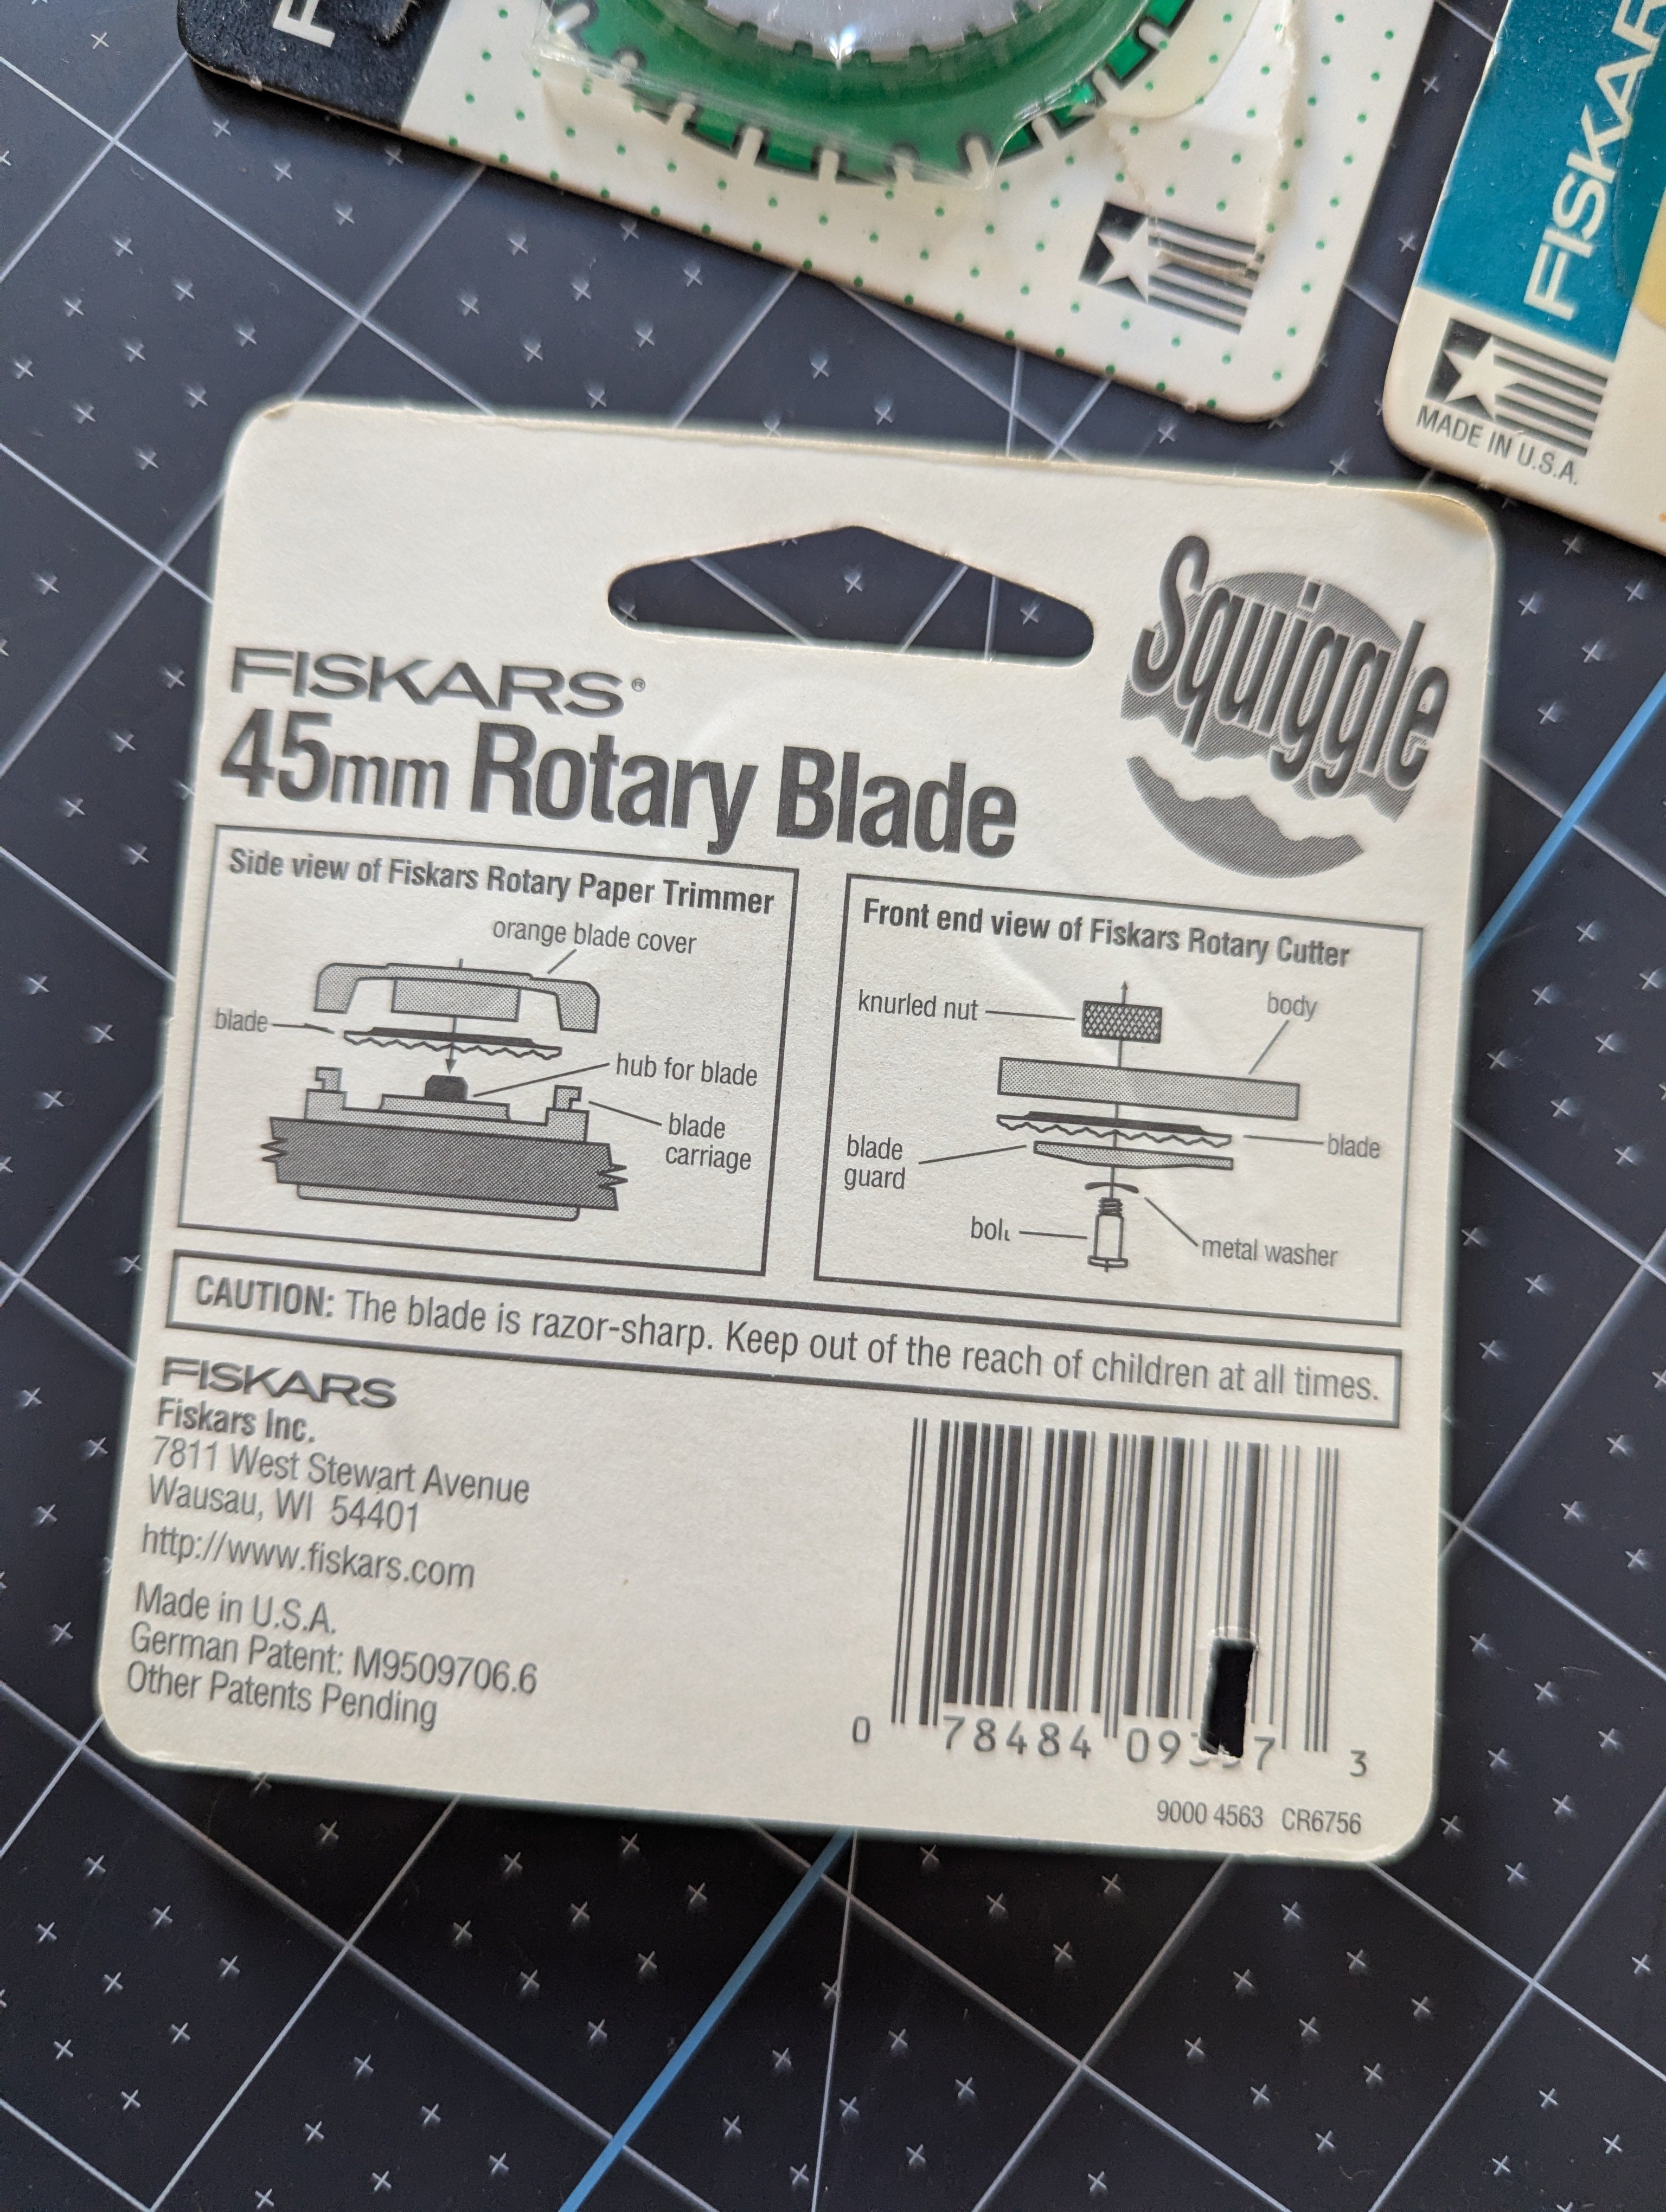 FISKAR
MADE IN U.S.A.
Squiggle
FISKARS®
45mm Rotary Blade
Side view of Fiskars Rotary Paper Trimmer
orange blade cover
blade
hub for blade
blade
carriage
Front end view of Fiskars Rotary Cutter
knurled nut
body
blade
blade
guard
bolt
metal washer
CAUTION: The blade is razor-sharp. Keep out of the reach of children at all times.
FISKARS
Fiskars Inc.
7811 West Stewart Avenue
Wausau, WI 54401
http://www.fiskars.com
Made in U.S.A.
German Patent: M9509706.6
Other Patents Pending
0 78484 09 7 3
9000 4563 CR6756